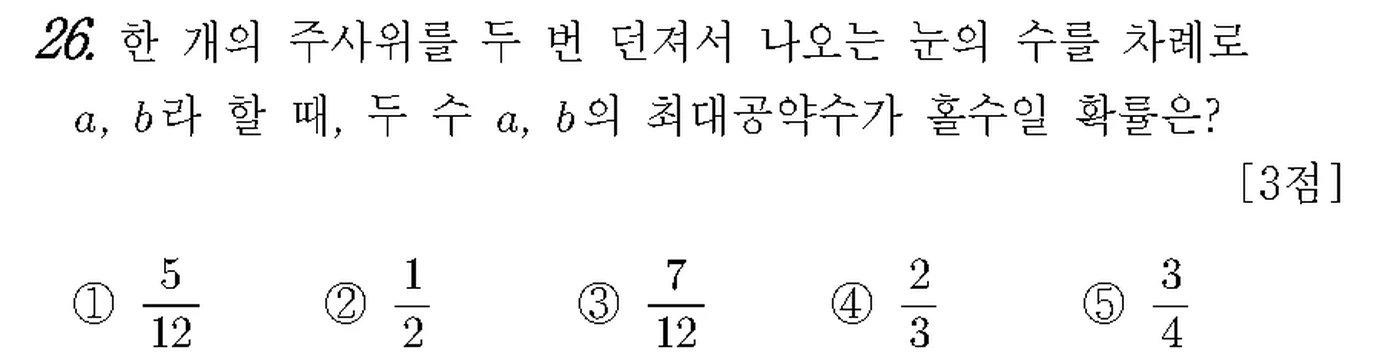 26. 한 개의 주사위를 두 번 던져서 나오는 눈의 수를 차례로
a, b라 할 때, 두 수 a, b의 최대공약수가 홀수일 확률은?
[3점]
① 5/12 ② 1/2 ③ 7/12 ④ 2/3 ⑤ 3/4